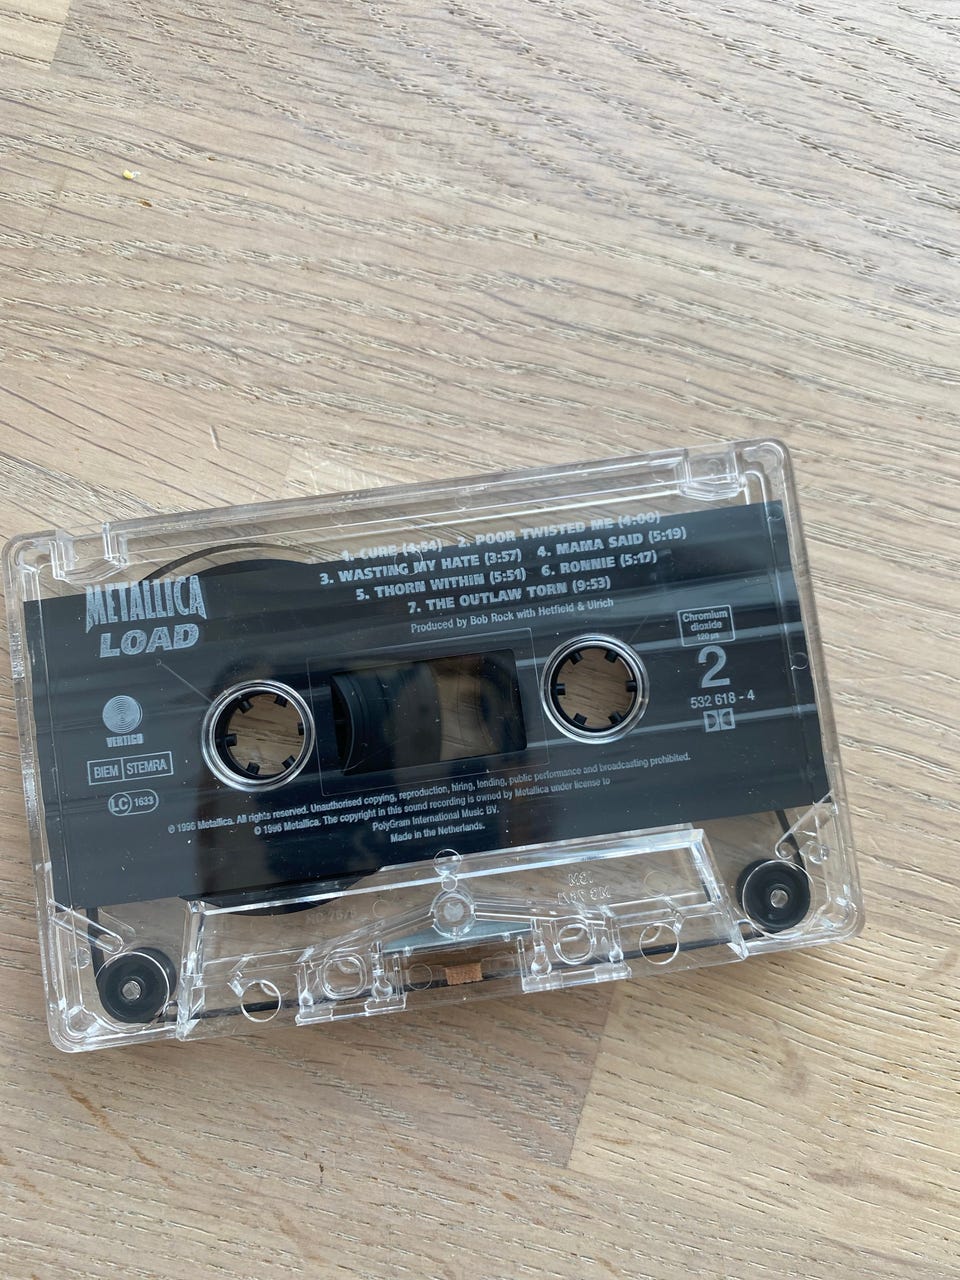 1. CURE (4:54) 2. POOR TWISTED ME (4:00)
3. WASTING MY HATE (3:57) 4. MAMA SAID (5:19)
5. THORN WITHIN (5:51) 6. RONNIE (5:17)
7. THE OUTLAW TORN (9:53)
Produced by Bob Rock with Hetfield & Ulrich
METALLICA
LOAD
VERTIGO
BIEM STEMRA
LC 1633
Chromium
dioxide
120 µs
2
532 618 - 4
℗ 1996 Metallica. All rights reserved. Unauthorised copying, reproduction, hiring, lending, public performance and broadcasting prohibited.
© 1996 Metallica. The copyright in this sound recording is owned by Metallica under license to
PolyGram International Music BV.
Made in the Netherlands.